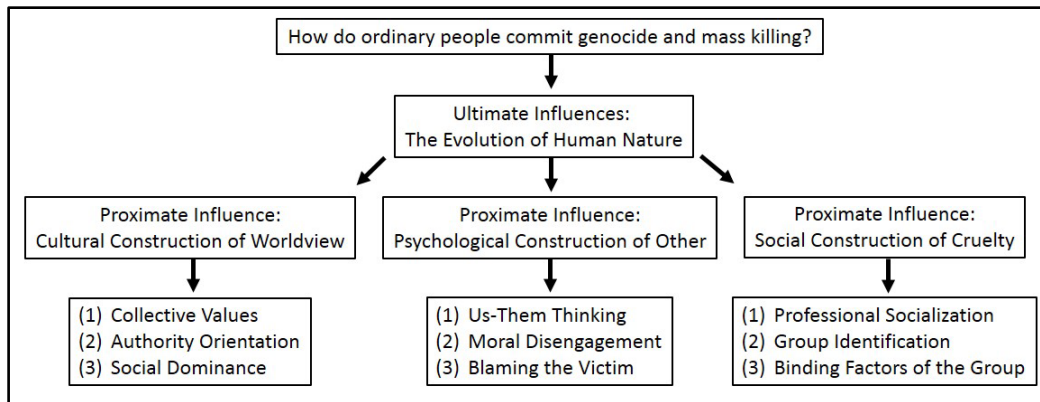 How do ordinary people commit genocide and mass killing?
Ultimate Influences:
The Evolution of Human Nature
Proximate Influence:
Cultural Construction of Worldview
Proximate Influence:
Psychological Construction of Other
Proximate Influence:
Social Construction of Cruelty
(1) Collective Values
(2) Authority Orientation
(3) Social Dominance
(1) Us-Them Thinking
(2) Moral Disengagement
(3) Blaming the Victim
(1) Professional Socialization
(2) Group Identification
(3) Binding Factors of the Group